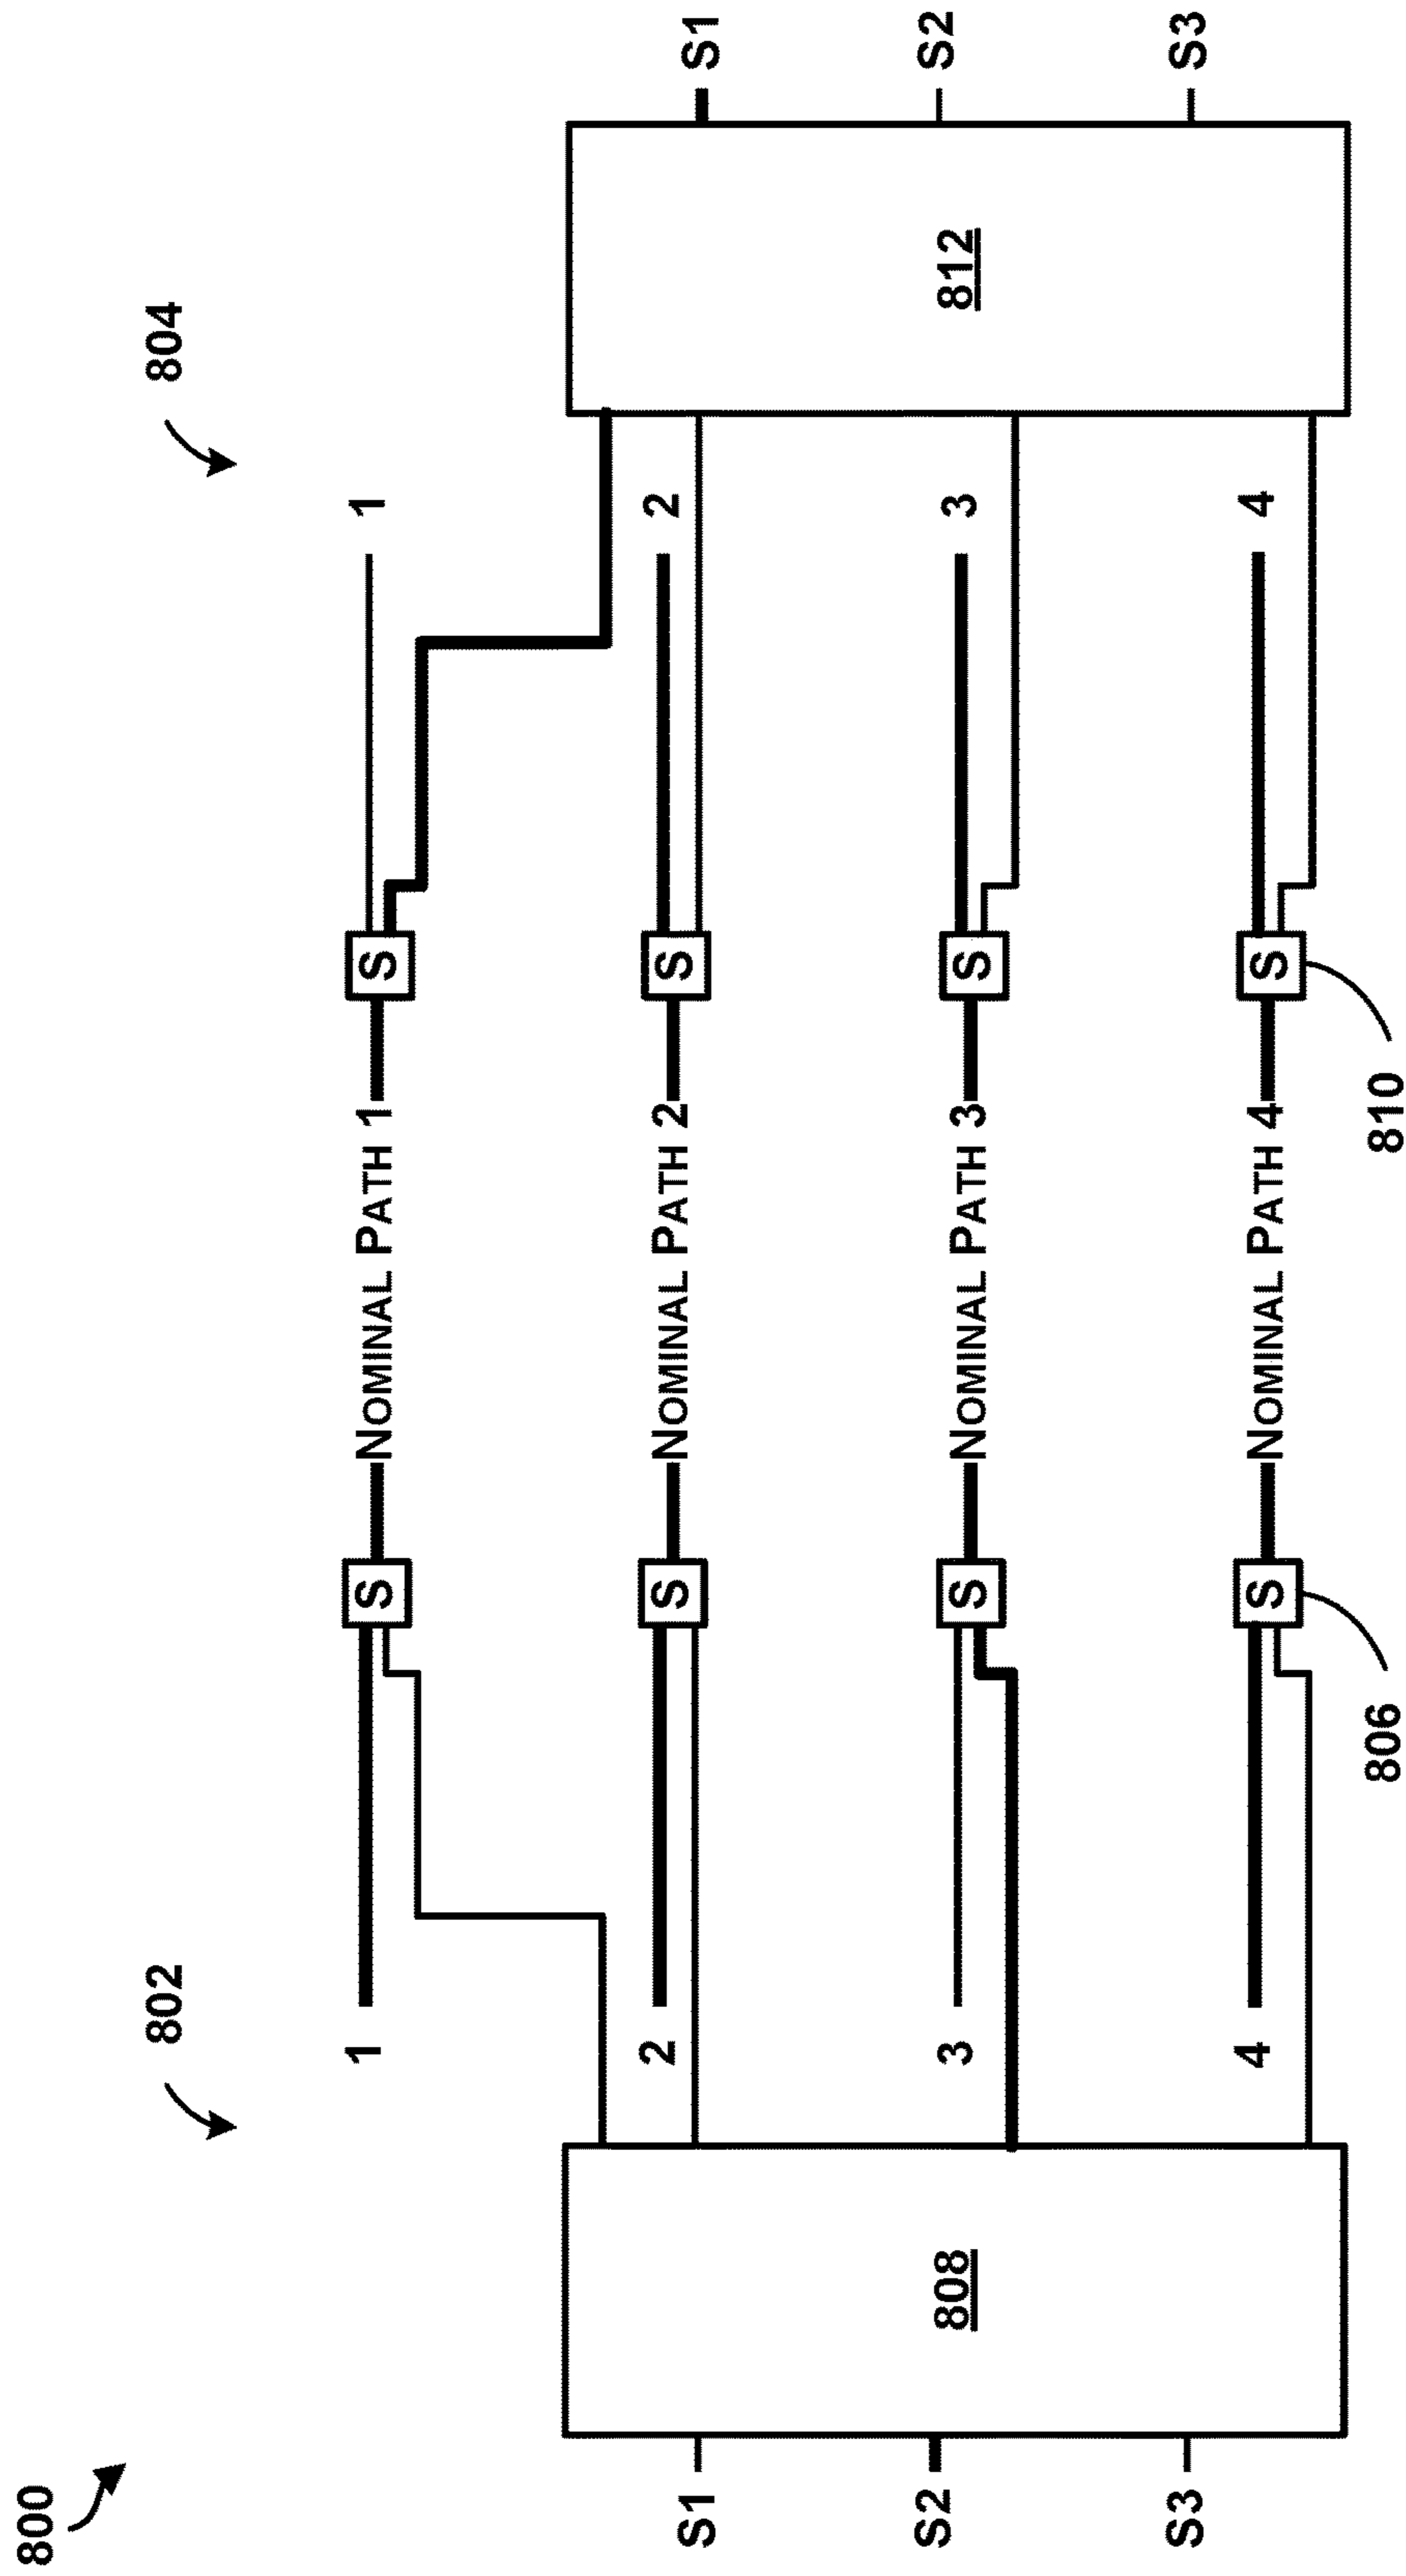 800
802
804
1
S
NOMINAL PATH 1
S
1
2
S
NOMINAL PATH 2
S
2
3
S
NOMINAL PATH 3
S
3
4
S
NOMINAL PATH 4
S
4
806
810
808
812
S1
S2
S3
S1
S2
S3